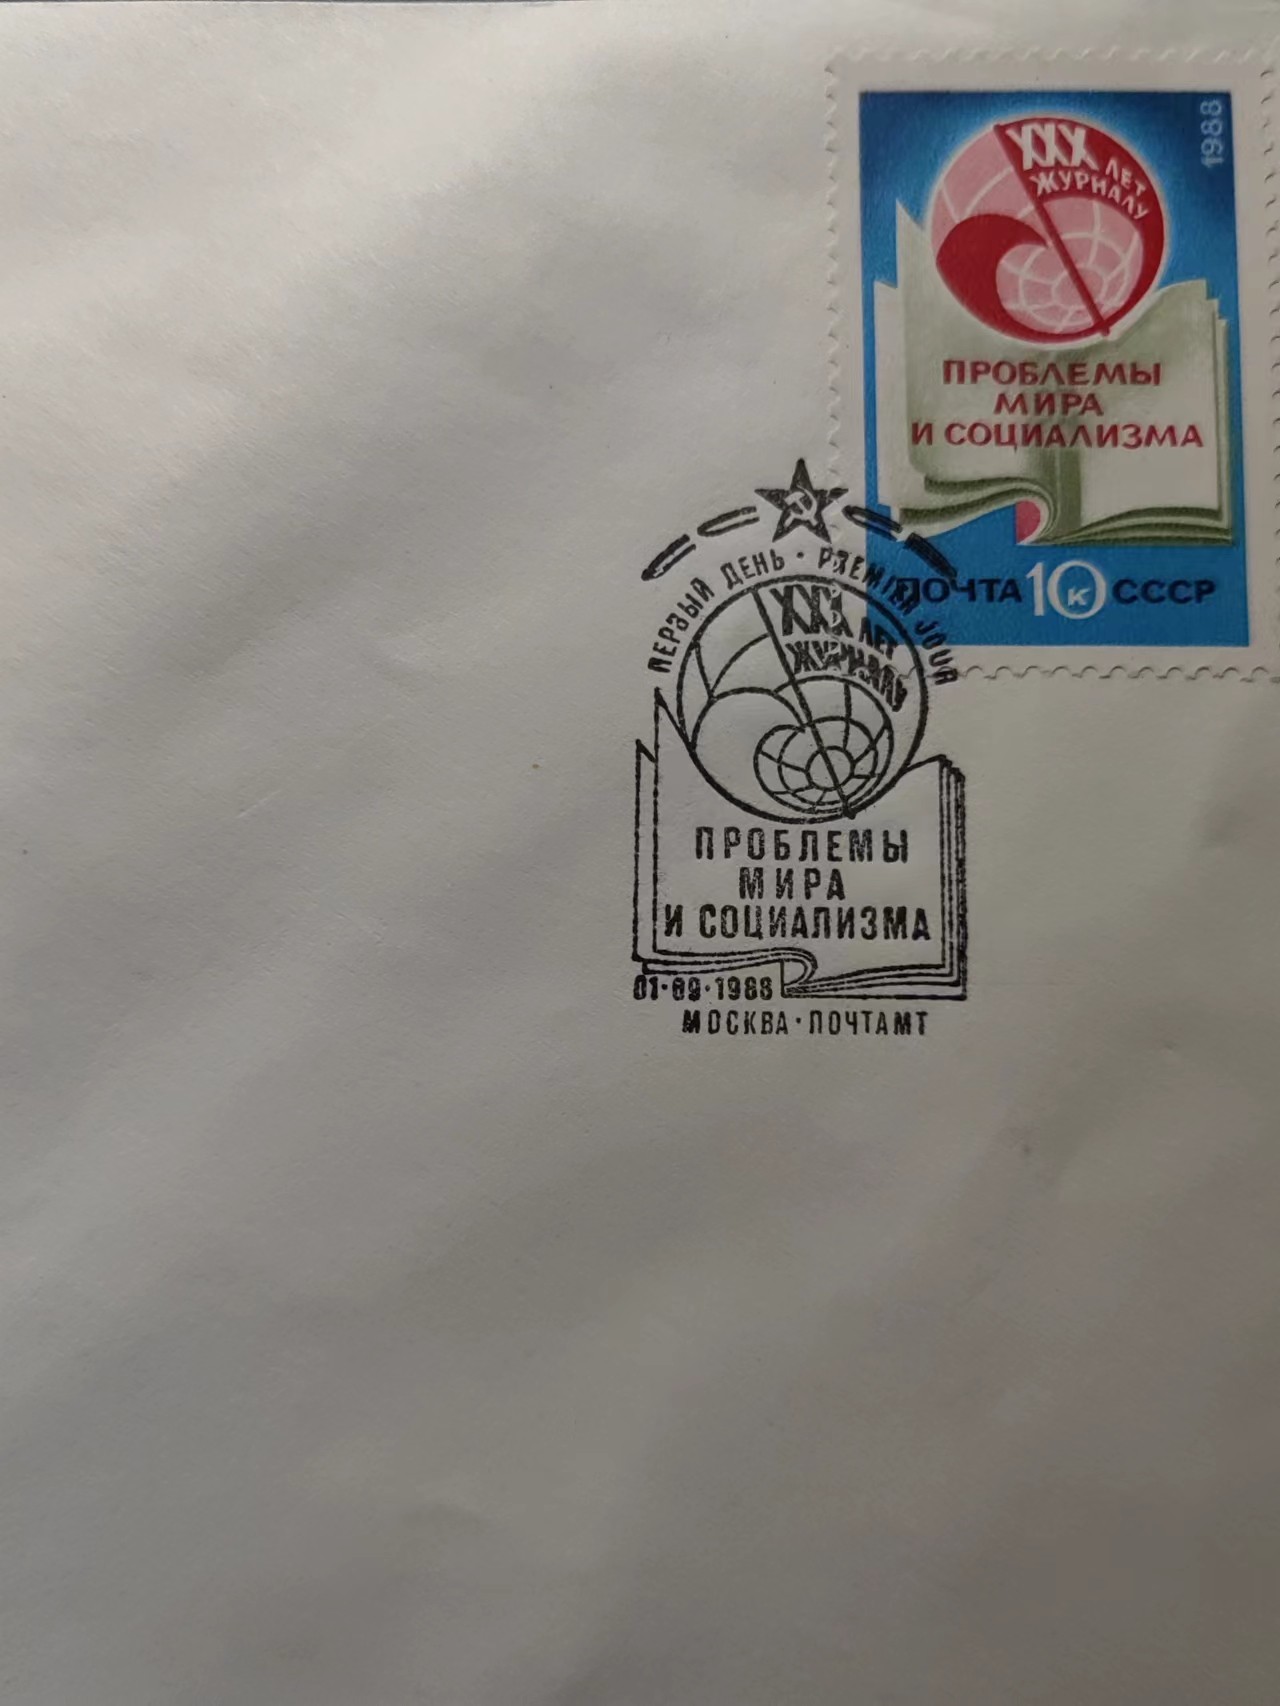 1988
XXX ЛЕТ
ЖУРНАЛУ
ПРОБЛЕМЫ
МИРА
И СОЦИАЛИЗМА
ПОЧТА 10 К СССР
ПЕРВЫЙ ДЕНЬ · PREMIER JOUR
XXX ЛЕТ
ЖУРНАЛУ
ПРОБЛЕМЫ
МИРА
И СОЦИАЛИЗМА
01·09·1988
МОСКВА · ПОЧТАМТ